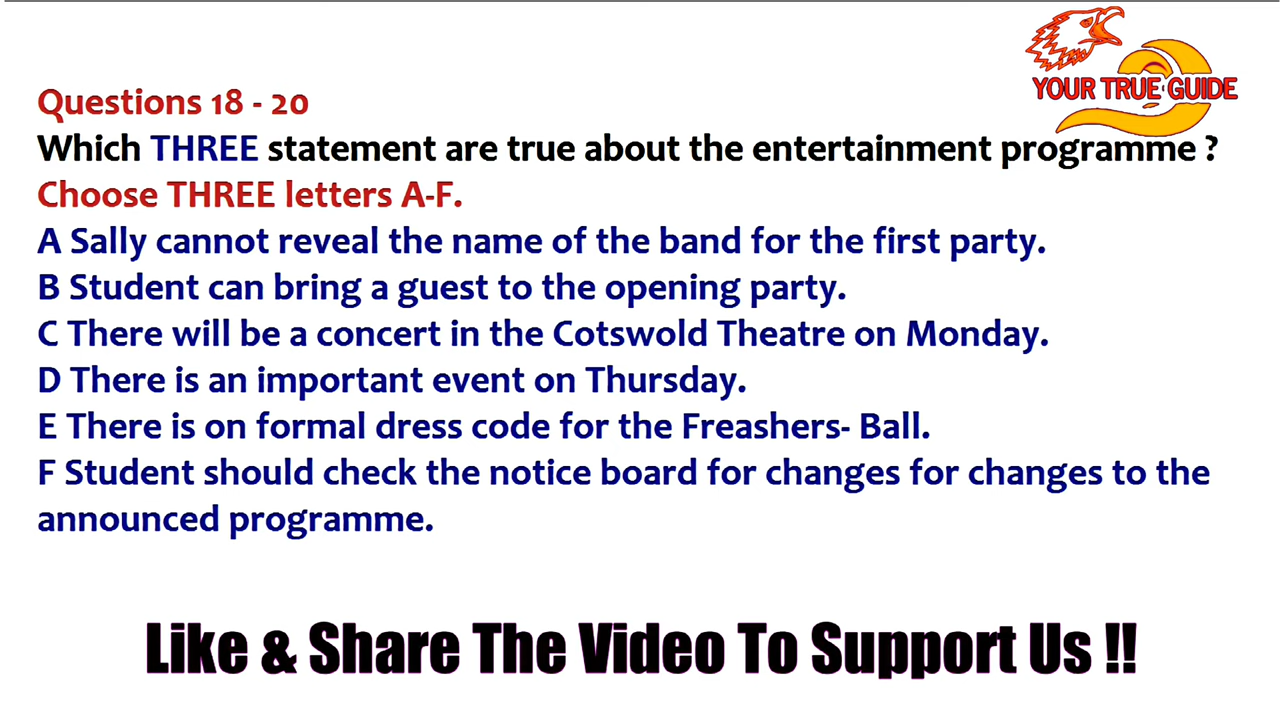 YOUR TRUE GUIDE
Questions 18 - 20
Which THREE statement are true about the entertainment programme ?
Choose THREE letters A-F.
A Sally cannot reveal the name of the band for the first party.
B Student can bring a guest to the opening party.
C There will be a concert in the Cotswold Theatre on Monday.
D There is an important event on Thursday.
E There is on formal dress code for the Freashers- Ball.
F Student should check the notice board for changes for changes to the
announced programme.
Like & Share The Video To Support Us !!